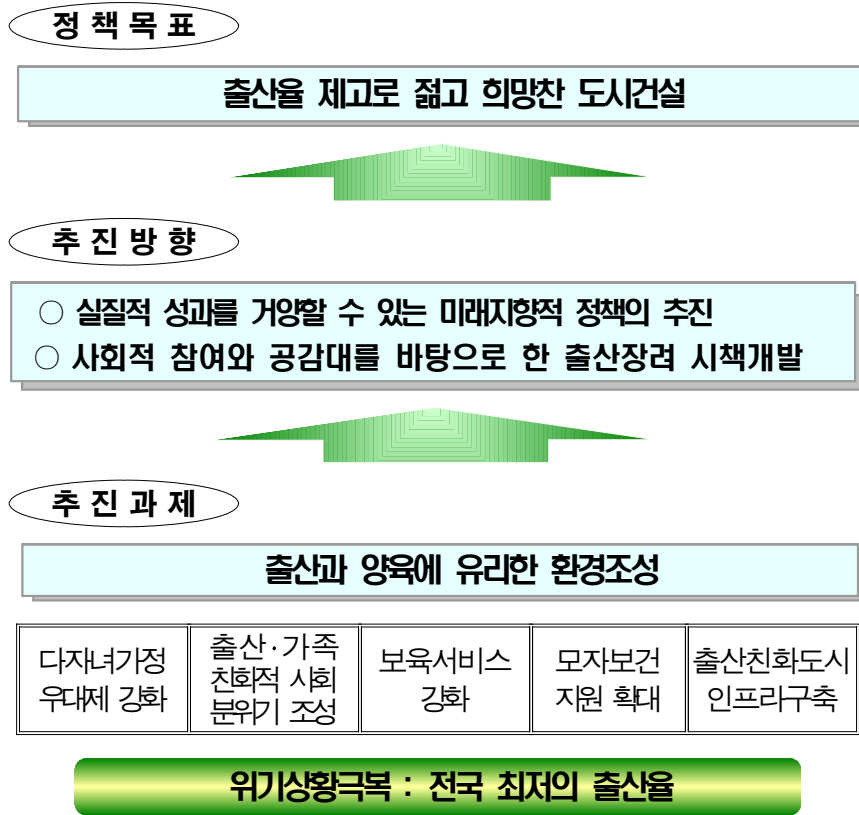 정책목표
출산율 제고로 젊고 희망찬 도시건설
추진방향
○ 실질적 성과를 거양할 수 있는 미래지향적 정책의 추진
○ 사회적 참여와 공감대를 바탕으로 한 출산장려 시책개발
추진과제
출산과 양육에 유리한 환경조성
다자녀가정
우대제 강화
출산·가족
친화적 사회
분위기 조성
보육서비스
강화
모자보건
지원 확대
출산친화도시
인프라구축
위기상황극복 : 전국 최저의 출산율